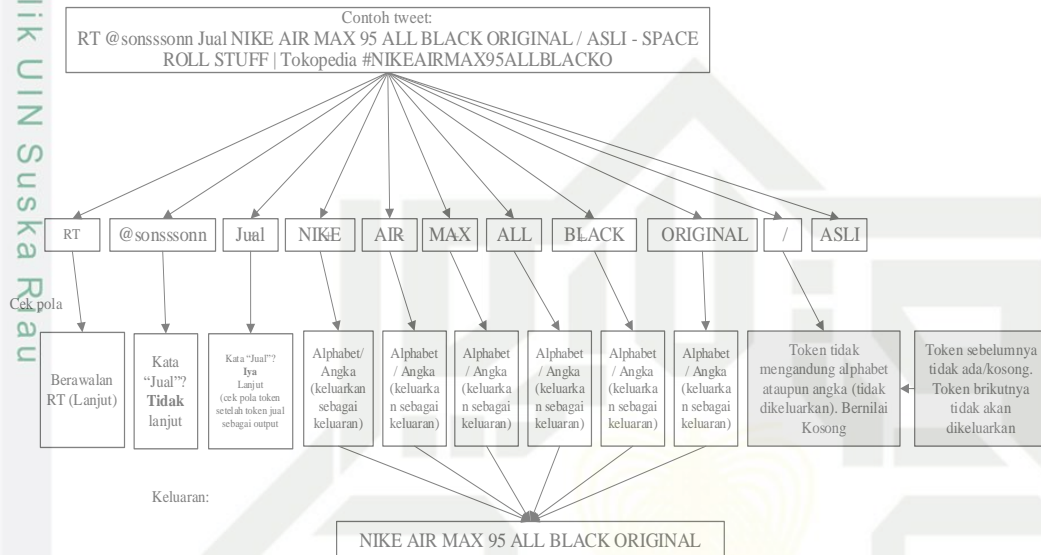 Contoh tweet:
RT @sonsssonn Jual NIKE AIR MAX 95 ALL BLACK ORIGINAL / ASLI - SPACE
ROLL STUFF | Tokopedia #NIKEAIRMAX95ALLBLACKO
RT
@sonsssonn
Jual
NIKE
AIR
MAX
ALL
BLACK
ORIGINAL
/
ASLI
Cek pola
Berawalan
RT (Lanjut)
Kata
“Jual”?
Tidak
lanjut
Kata “Jual”?
Iya
Lanjut
(cek pola token
setelah token jual
sebagai output
Alphabet/
Angka
(keluarkan
sebagai
keluaran)
Alphabet
/ Angka
(keluarka
n sebagai
keluaran)
Alphabet
/ Angka
(keluarka
n sebagai
keluaran)
Alphabet
/ Angka
(keluarka
n sebagai
keluaran)
Alphabet
/ Angka
(keluarka
n sebagai
keluaran)
Alphabet
/ Angka
(keluarka
n sebagai
keluaran)
Token tidak
mengandung alphabet
ataupun angka (tidak
dikeluarkan). Bernilai
Kosong
Token sebelumnya
tidak ada/kosong.
Token brikutnya
tidak akan
dikeluarkan
Keluaran:
NIKE AIR MAX 95 ALL BLACK ORIGINAL
lik UIN Suska Riau